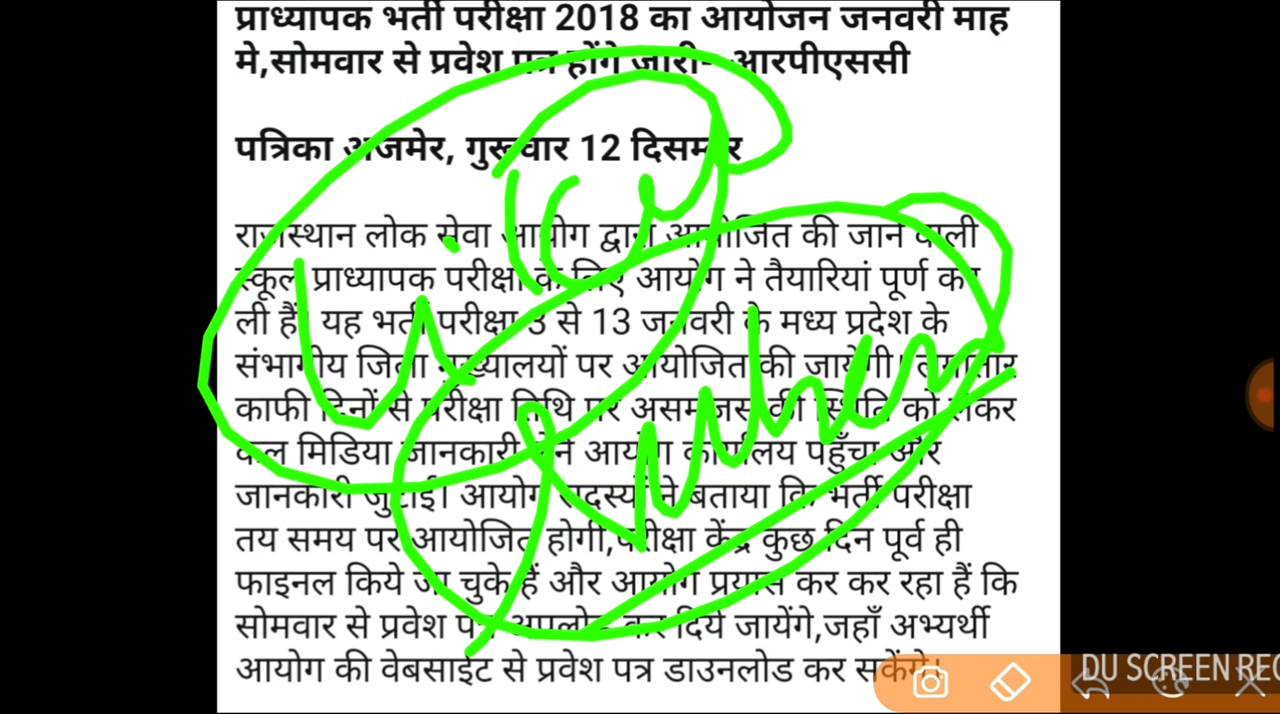 प्राध्यापक भर्ती परीक्षा 2018 का आयोजन जनवरी माह
मे,सोमवार से प्रवेश पत्र होंगे जारी- आरपीएससी
पत्रिका अजमेर, गुरूवार 12 दिसम्बर
राजस्थान लोक सेवा आयोग द्वारा आयोजित की जाने वाली
स्कूल प्राध्यापक परीक्षा के लिए आयोग ने तैयारियां पूर्ण कर
ली हैं यह भर्ती परीक्षा 3 से 13 जनवरी के मध्य प्रदेश के
संभागीय जिला मुख्यालयों पर आयोजित की जायेगी। लगातार
काफी दिनों से परीक्षा तिथि पर असमंजस की स्थिति को लेकर
कल मिडिया जानकारी लेने आयोग कार्यालय पहुँचा और
जानकारी जुटाई। आयोग सदस्यों ने बताया कि भर्ती परीक्षा
तय समय पर आयोजित होगी,परीक्षा केंद्र कुछ दिन पूर्व ही
फाइनल किये जा चुके हैं और आयोग प्रयास कर कर रहा हैं कि
सोमवार से प्रवेश पत्र अपलोड कर दिये जायेंगे,जहाँ अभ्यर्थी
आयोग की वेबसाईट से प्रवेश पत्र डाउनलोड कर सकेंगे।
DU SCREEN REC